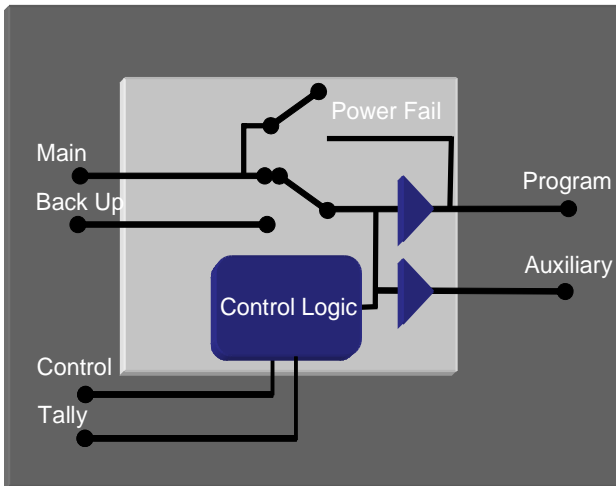 Power Fail
Main
Program
Back Up
Auxiliary
Control Logic
Control
Tally